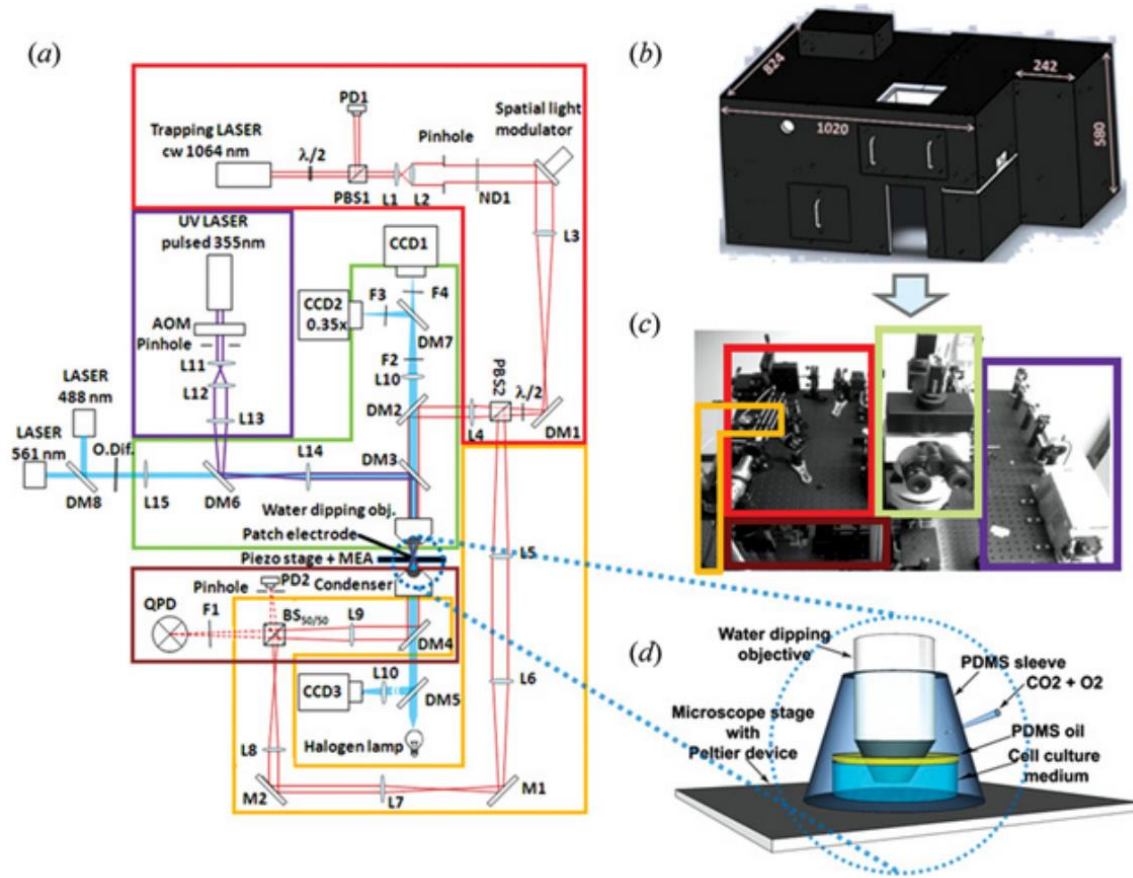 (a)
PD1
Spatial light
modulator
Trapping LASER
cw 1064 nm
λ/2
Pinhole
PBS1
L1
L2
ND1
L3
UV LASER
pulsed 355nm
CCD1
CCD2
0.35x
F3
F4
DM7
AOM
Pinhole
L11
L12
L13
F2
L10
PBS2
λ/2
DM2
L4
DM1
LASER
488 nm
LASER
561 nm
O.Dif.
L14
DM3
DM8
L15
DM6
Water dipping obj.
Patch electrode
Piezo stage + MEA
L5
Pinhole
PD2
Condenser
QPD
F1
BS50/50
L9
DM4
L10
CCD3
DM5
L6
Halogen lamp
L8
M2
L7
M1
(b)
824
242
1020
580
(c)
(d)
Water dipping
objective
PDMS sleeve
CO2 + O2
Microscope stage
with
Peltier device
PDMS oil
Cell culture
medium